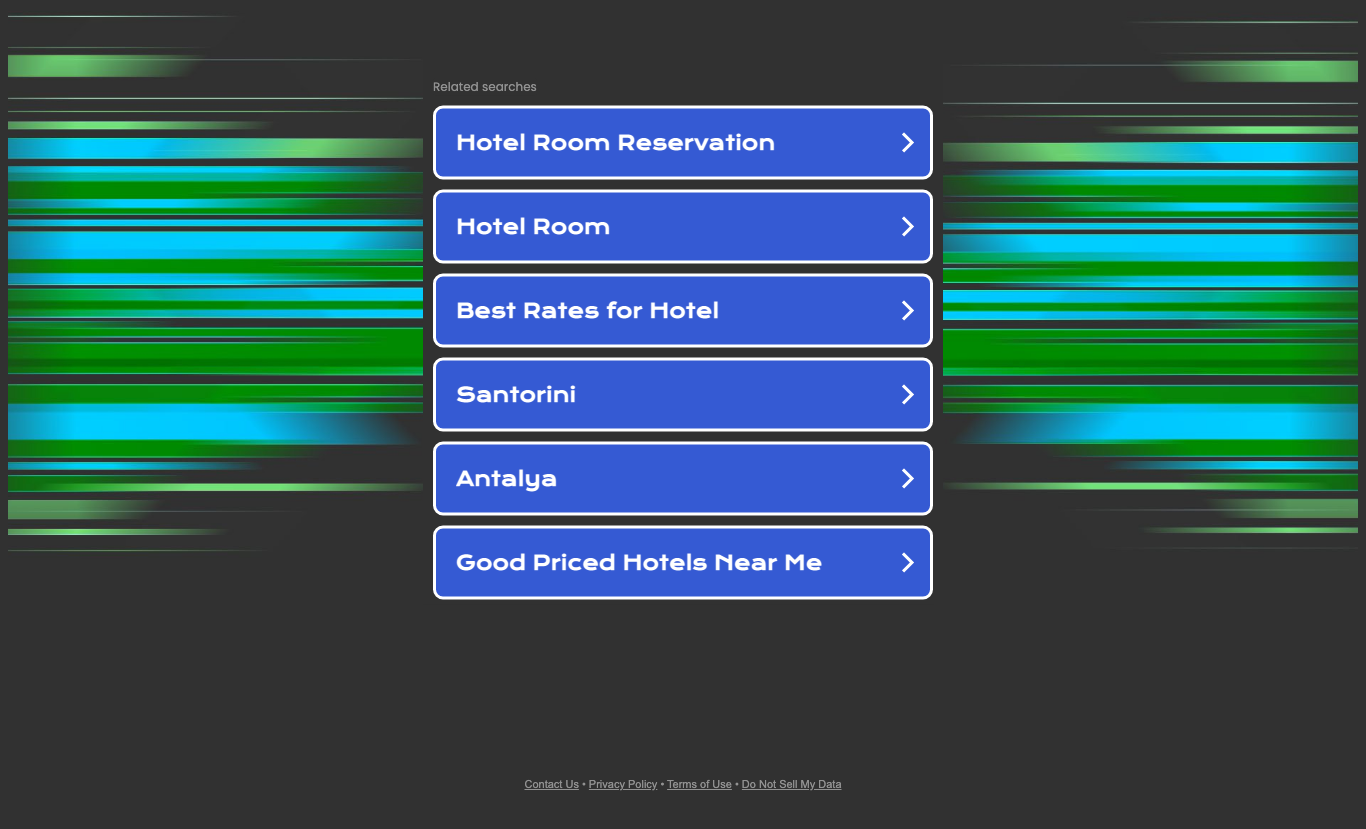 Related searches
Hotel Room Reservation
Hotel Room
Best Rates for Hotel
Santorini
Antalya
Good Priced Hotels Near Me
Contact Us • Privacy Policy • Terms of Use • Do Not Sell My Data